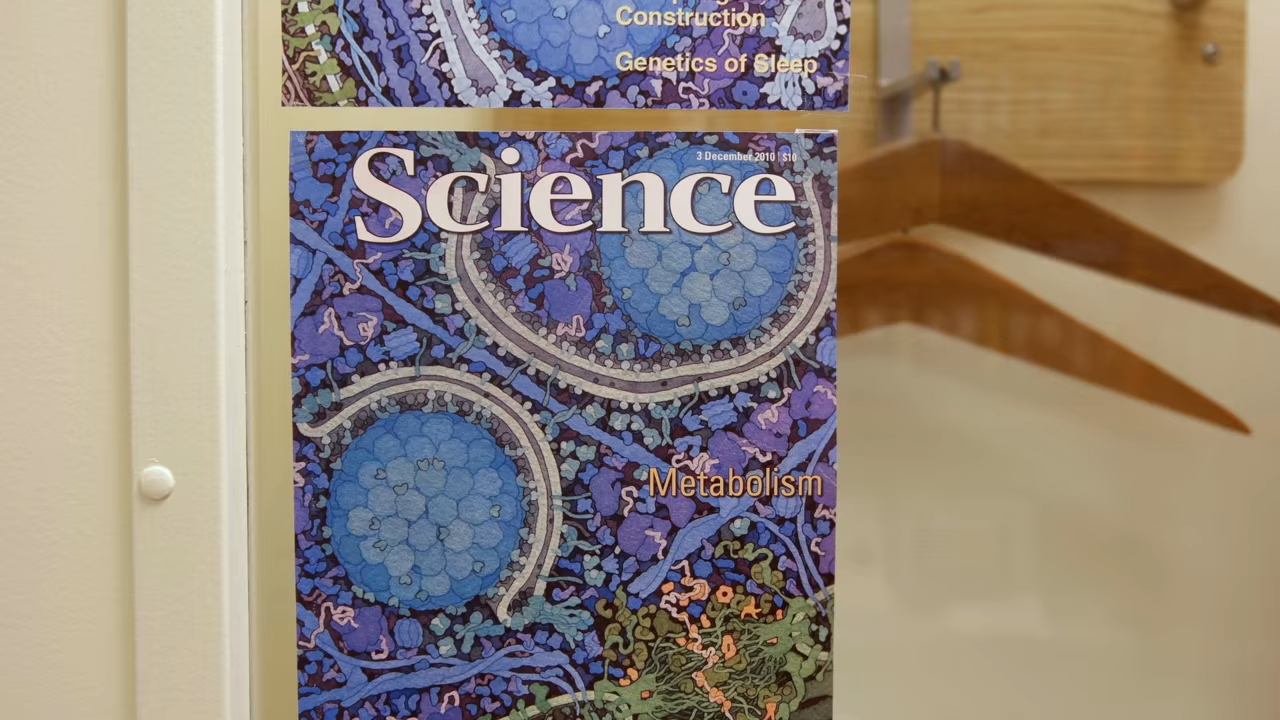 Construction
Genetics of Sleep
3 December 2010 | $10
Science
Metabolism